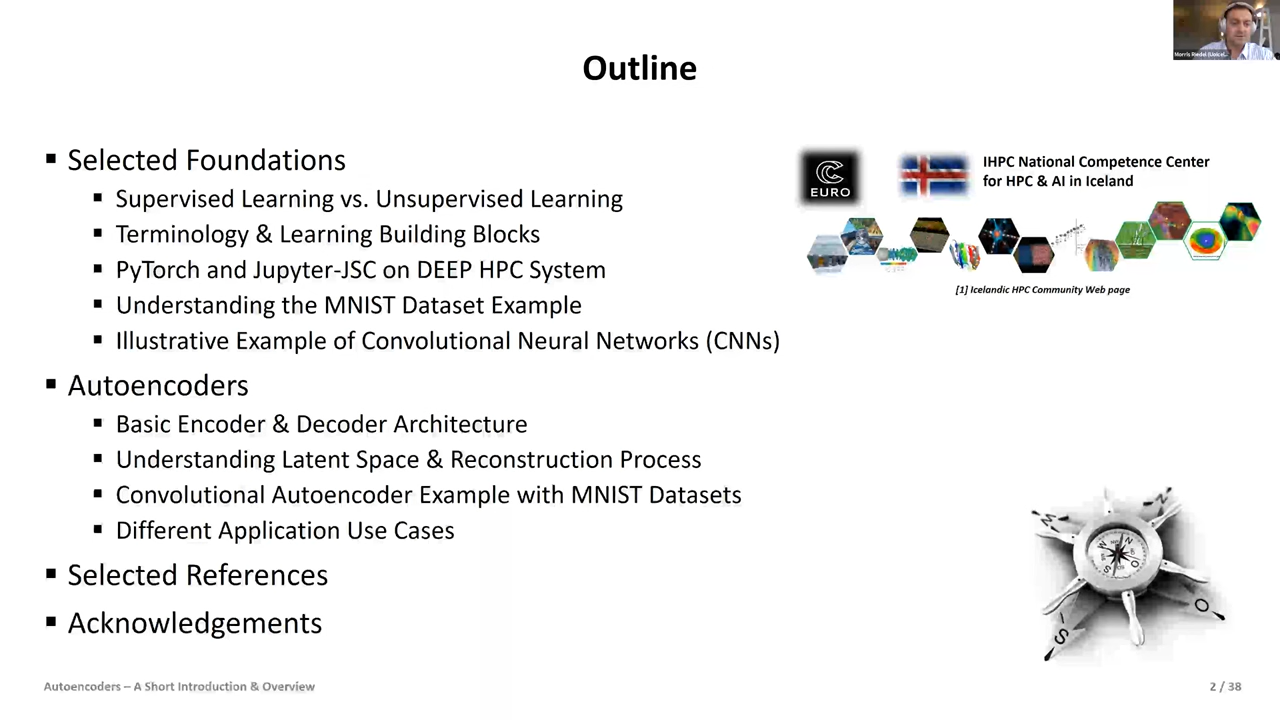 Outline
Selected Foundations
Supervised Learning vs. Unsupervised Learning
Terminology & Learning Building Blocks
PyTorch and Jupyter-JSC on DEEP HPC System
Understanding the MNIST Dataset Example
Illustrative Example of Convolutional Neural Networks (CNNs)
Autoencoders
Basic Encoder & Decoder Architecture
Understanding Latent Space & Reconstruction Process
Convolutional Autoencoder Example with MNIST Datasets
Different Application Use Cases
Selected References
Acknowledgements
EURO
IHPC National Competence Center
for HPC & AI in Iceland
[1] Icelandic HPC Community Web page
N
W
O
S
I
S
N
W
O
S
Morris Riedel
Autoencoders – A Short Introduction & Overview
2 / 38